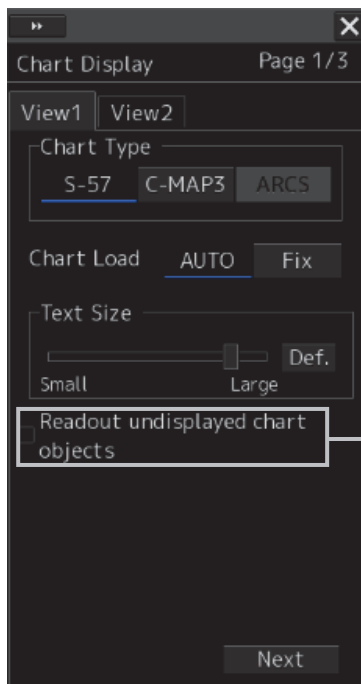 Chart Display Page 1/3
View1 View2
Chart Type
S-57 C-MAP3 ARCS
Chart Load AUTO Fix
Text Size
Def.
Small Large
Readout undisplayed chart
objects
Next